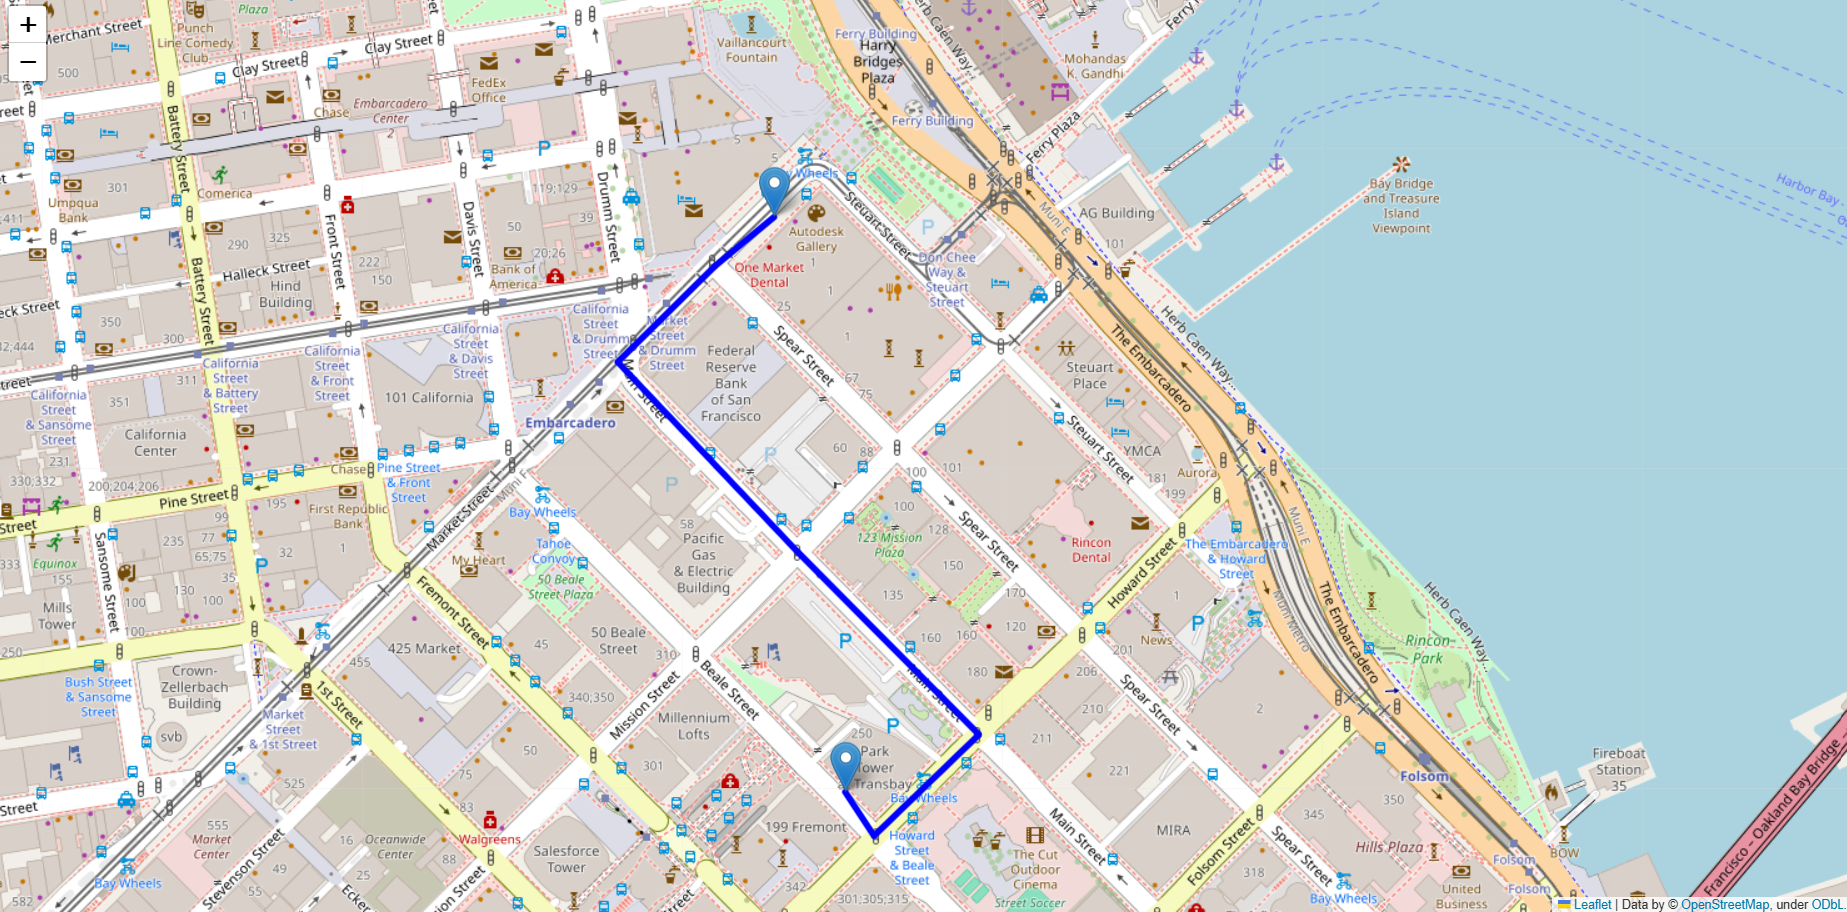 +
−
Merchant Street
Plaza
Punch
Line Comedy
Club
Clay Street
Clay Street
500
FedEx
Office
Vaillancourt
Fountain
Ferry Building
Harry
Bridges
Plaza
Ferry Building
Herb Caen Way...
Mohandas
K. Gandhi
Ferry Plaza
Embarcadero
Center
2
Chase
1
Battery Street
301
Umpqua
Bank
Comerica
119;129
39
Drumm Street
Davis Street
Front Street
Bay Wheels
Steuart Street
Autodesk
Gallery
1
AG Building
101
Muni E
Bay Bridge
and Treasure
Island
Viewpoint
Harbor Bay
290
325
222
150
20;26
Bank of
America
Halleck Street
Hind
Building
Battery Street
350
300
32,444
One Market
Dental
25
1
1
Don Chee
Way &
Steuart
Street
California
Street
& Drumm
Street
Market
Street
& Drumm
Street
California
Street
& Davis
Street
California
Street
& Front
Street
California
Street
& Battery
Street
California
Street
& Sansome
Street
311
351
101 California
California
Center
Spear Street
67
75
Federal
Reserve
Bank
of San
Francisco
Steuart
Place
The Embarcadero
Herb Caen Way...
Embarcadero
Main Street
60
88
100
101
Steuart Street
YMCA
181
199
Aurora
231
330;332
200;204;206
Chase
Pine Street
& Front
Street
Pine Street
First Republic
Bank
Market Street
Muni F
Bay Wheels
Tahoe
Convoy
My Heart
50 Beale
Street Plaza
58
Pacific
Gas
& Electric
Building
100
123 Mission
Plaza
128
150
135
170
160
160
120
180
Spear Street
Rincon
Dental
Howard Street
The Embarcadero
& Howard
Street
Muni E
Muni Metro
The Embarcadero
Herb Caen Way...
Rincon
Park
195
99
77
65;75
235
32
1
35
333
Equinox
155
Mills
Tower
130
100
100
250
Sansome Street
Fremont Street
45
50 Beale
Street
425 Market
455
310
340;350
Mission Street
Beale Street
Main Street
News
1
201
206
210
211
2
Spear Street
Crown-
Zellerbach
Building
Bush Street
& Sansome
Street
1st Street
Market
Street
& 1st Street
svb
Millennium
Lofts
250
Park
Tower
Transbay
Bay Wheels
50
301
75
83
525
221
Folsom
Fireboat
Station
35
555
Market
Center
16
Oceanwide
Center
88
Walgreens
Salesforce
Tower
199 Fremont
Howard
Street
& Beale
Street
The Cut
Outdoor
Cinema
Street Soccer
Main Street
MIRA
350
Folsom Street
Spear Street
Hills Plaza
Folsom
Folsom
BOW
318
342
301;305;315
Bay Wheels
United
Business
Bay Wheels
582
55
49
25
Stevenson Street
Francisco – Oakland Bay Bridge
Leaflet | Data by © OpenStreetMap, under ODbL.